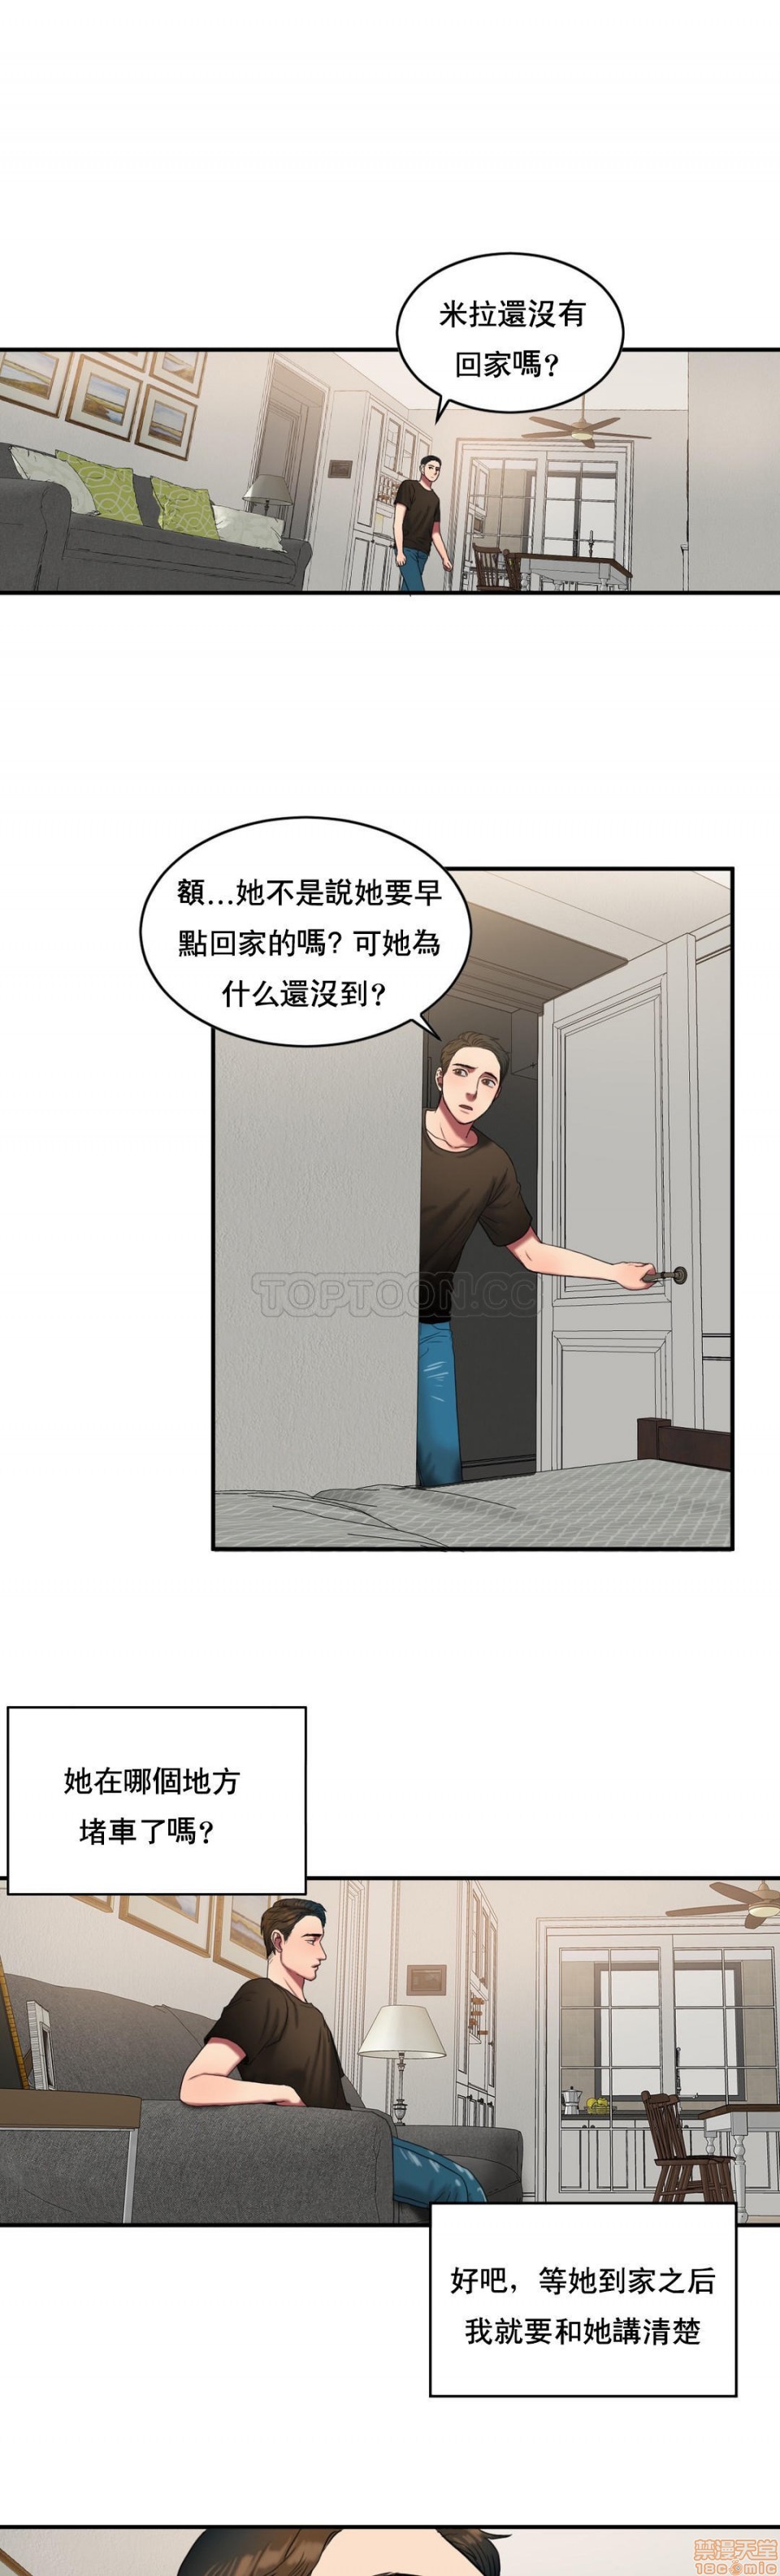 米拉還沒有
回家嗎？
額...她不是說她要早
點回家的嗎？可她為
什么還沒到？
TOPTOON.CC
她在哪個地方
堵車了嗎？
好吧，等她到家之后
我就要和她講清楚
禁漫天堂
18comic